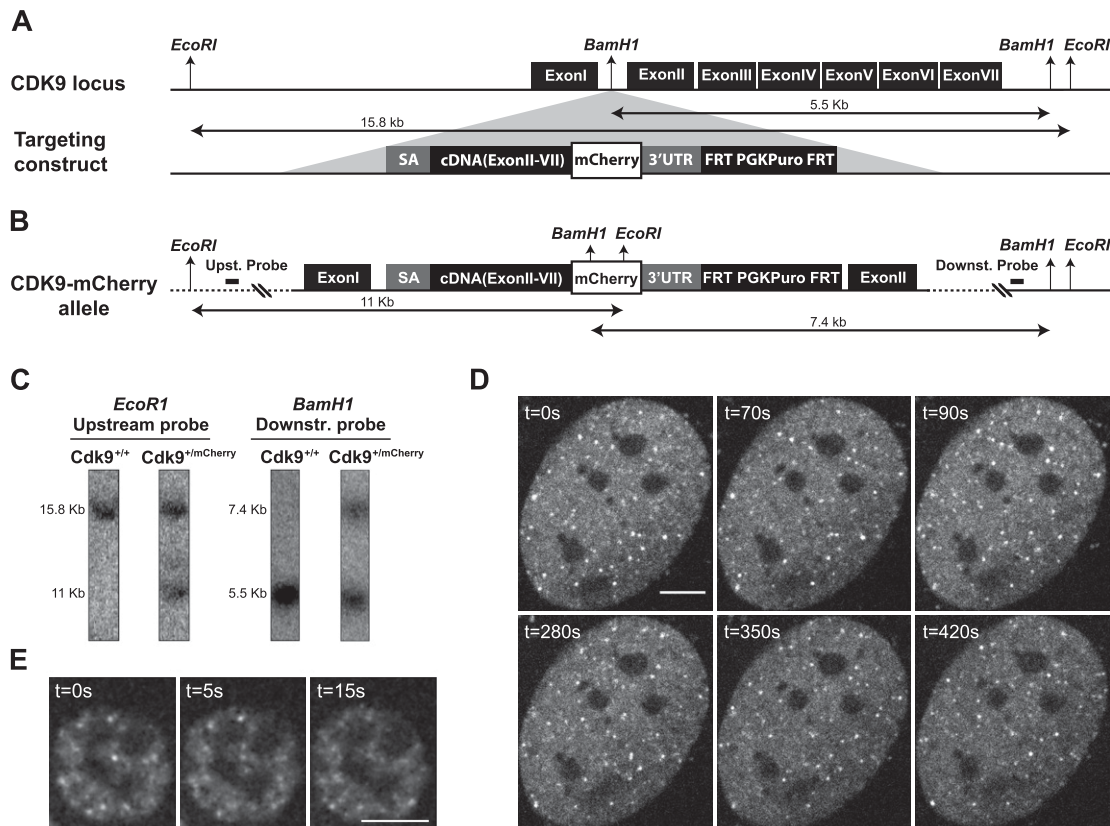 A
EcoRI
BamH1
BamH1
EcoRI
CDK9 locus
ExonI
ExonII
ExonIII
ExonIV
ExonV
ExonVI
ExonVII
5.5 Kb
15.8 kb
Targeting
construct
SA
cDNA(ExonII-VII)
mCherry
3'UTR
FRT PGKPuro FRT
B
EcoRI
BamH1
EcoRI
BamH1
EcoRI
Upst. Probe
Downst. Probe
CDK9-mCherry
allele
ExonI
SA
cDNA(ExonII-VII)
mCherry
3'UTR
FRT PGKPuro FRT
ExonII
11 Kb
7.4 kb
C
EcoR1
Upstream probe
BamH1
Downstr. probe
Cdk9+/+
Cdk9+/mCherry
Cdk9+/+
Cdk9+/mCherry
15.8 Kb
11 Kb
7.4 Kb
5.5 Kb
D
t=0s
t=70s
t=90s
t=280s
t=350s
t=420s
E
t=0s
t=5s
t=15s